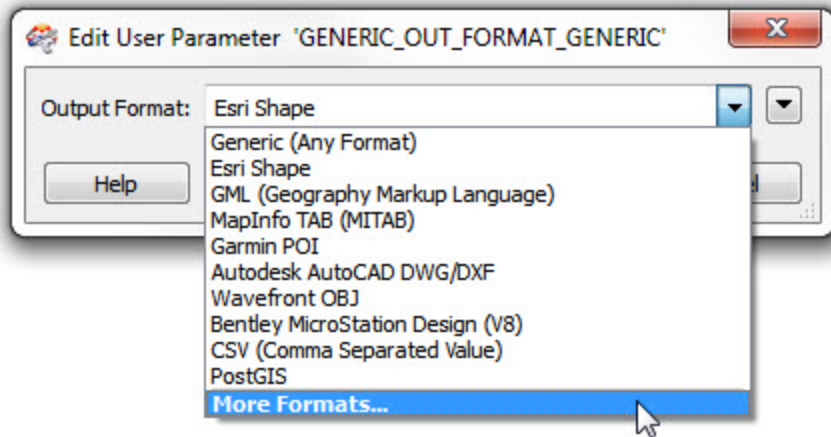 Edit User Parameter 'GENERIC_OUT_FORMAT_GENERIC'
Output Format: Esri Shape
Generic (Any Format)
Esri Shape
Help
GML (Geography Markup Language)
MapInfo TAB (MITAB)
Garmin POI
Autodesk AutoCAD DWG/DXF
Wavefront OBJ
Bentley MicroStation Design (V8)
CSV (Comma Separated Value)
PostGIS
More Formats...